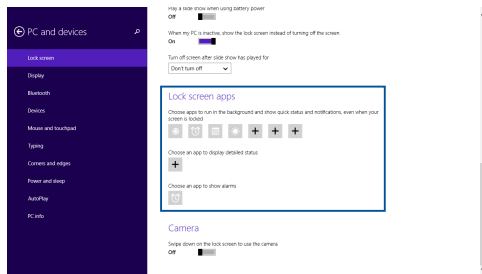 PC and devices
Lock screen
Display
Bluetooth
Devices
Mouse and touchpad
Typing
Corners and edges
Power and sleep
AutoPlay
PC info
Play a slide show when using battery power
Off
When my PC is inactive, show the lock screen instead of turning off the screen
On
Turn off screen after slide show has played for
Don't turn off
Lock screen apps
Choose apps to run in the background and show quick status and notifications, even when your
screen is locked
Choose an app to display detailed status
Choose an app to show alarms
Camera
Swipe down on the lock screen to use the camera
Off